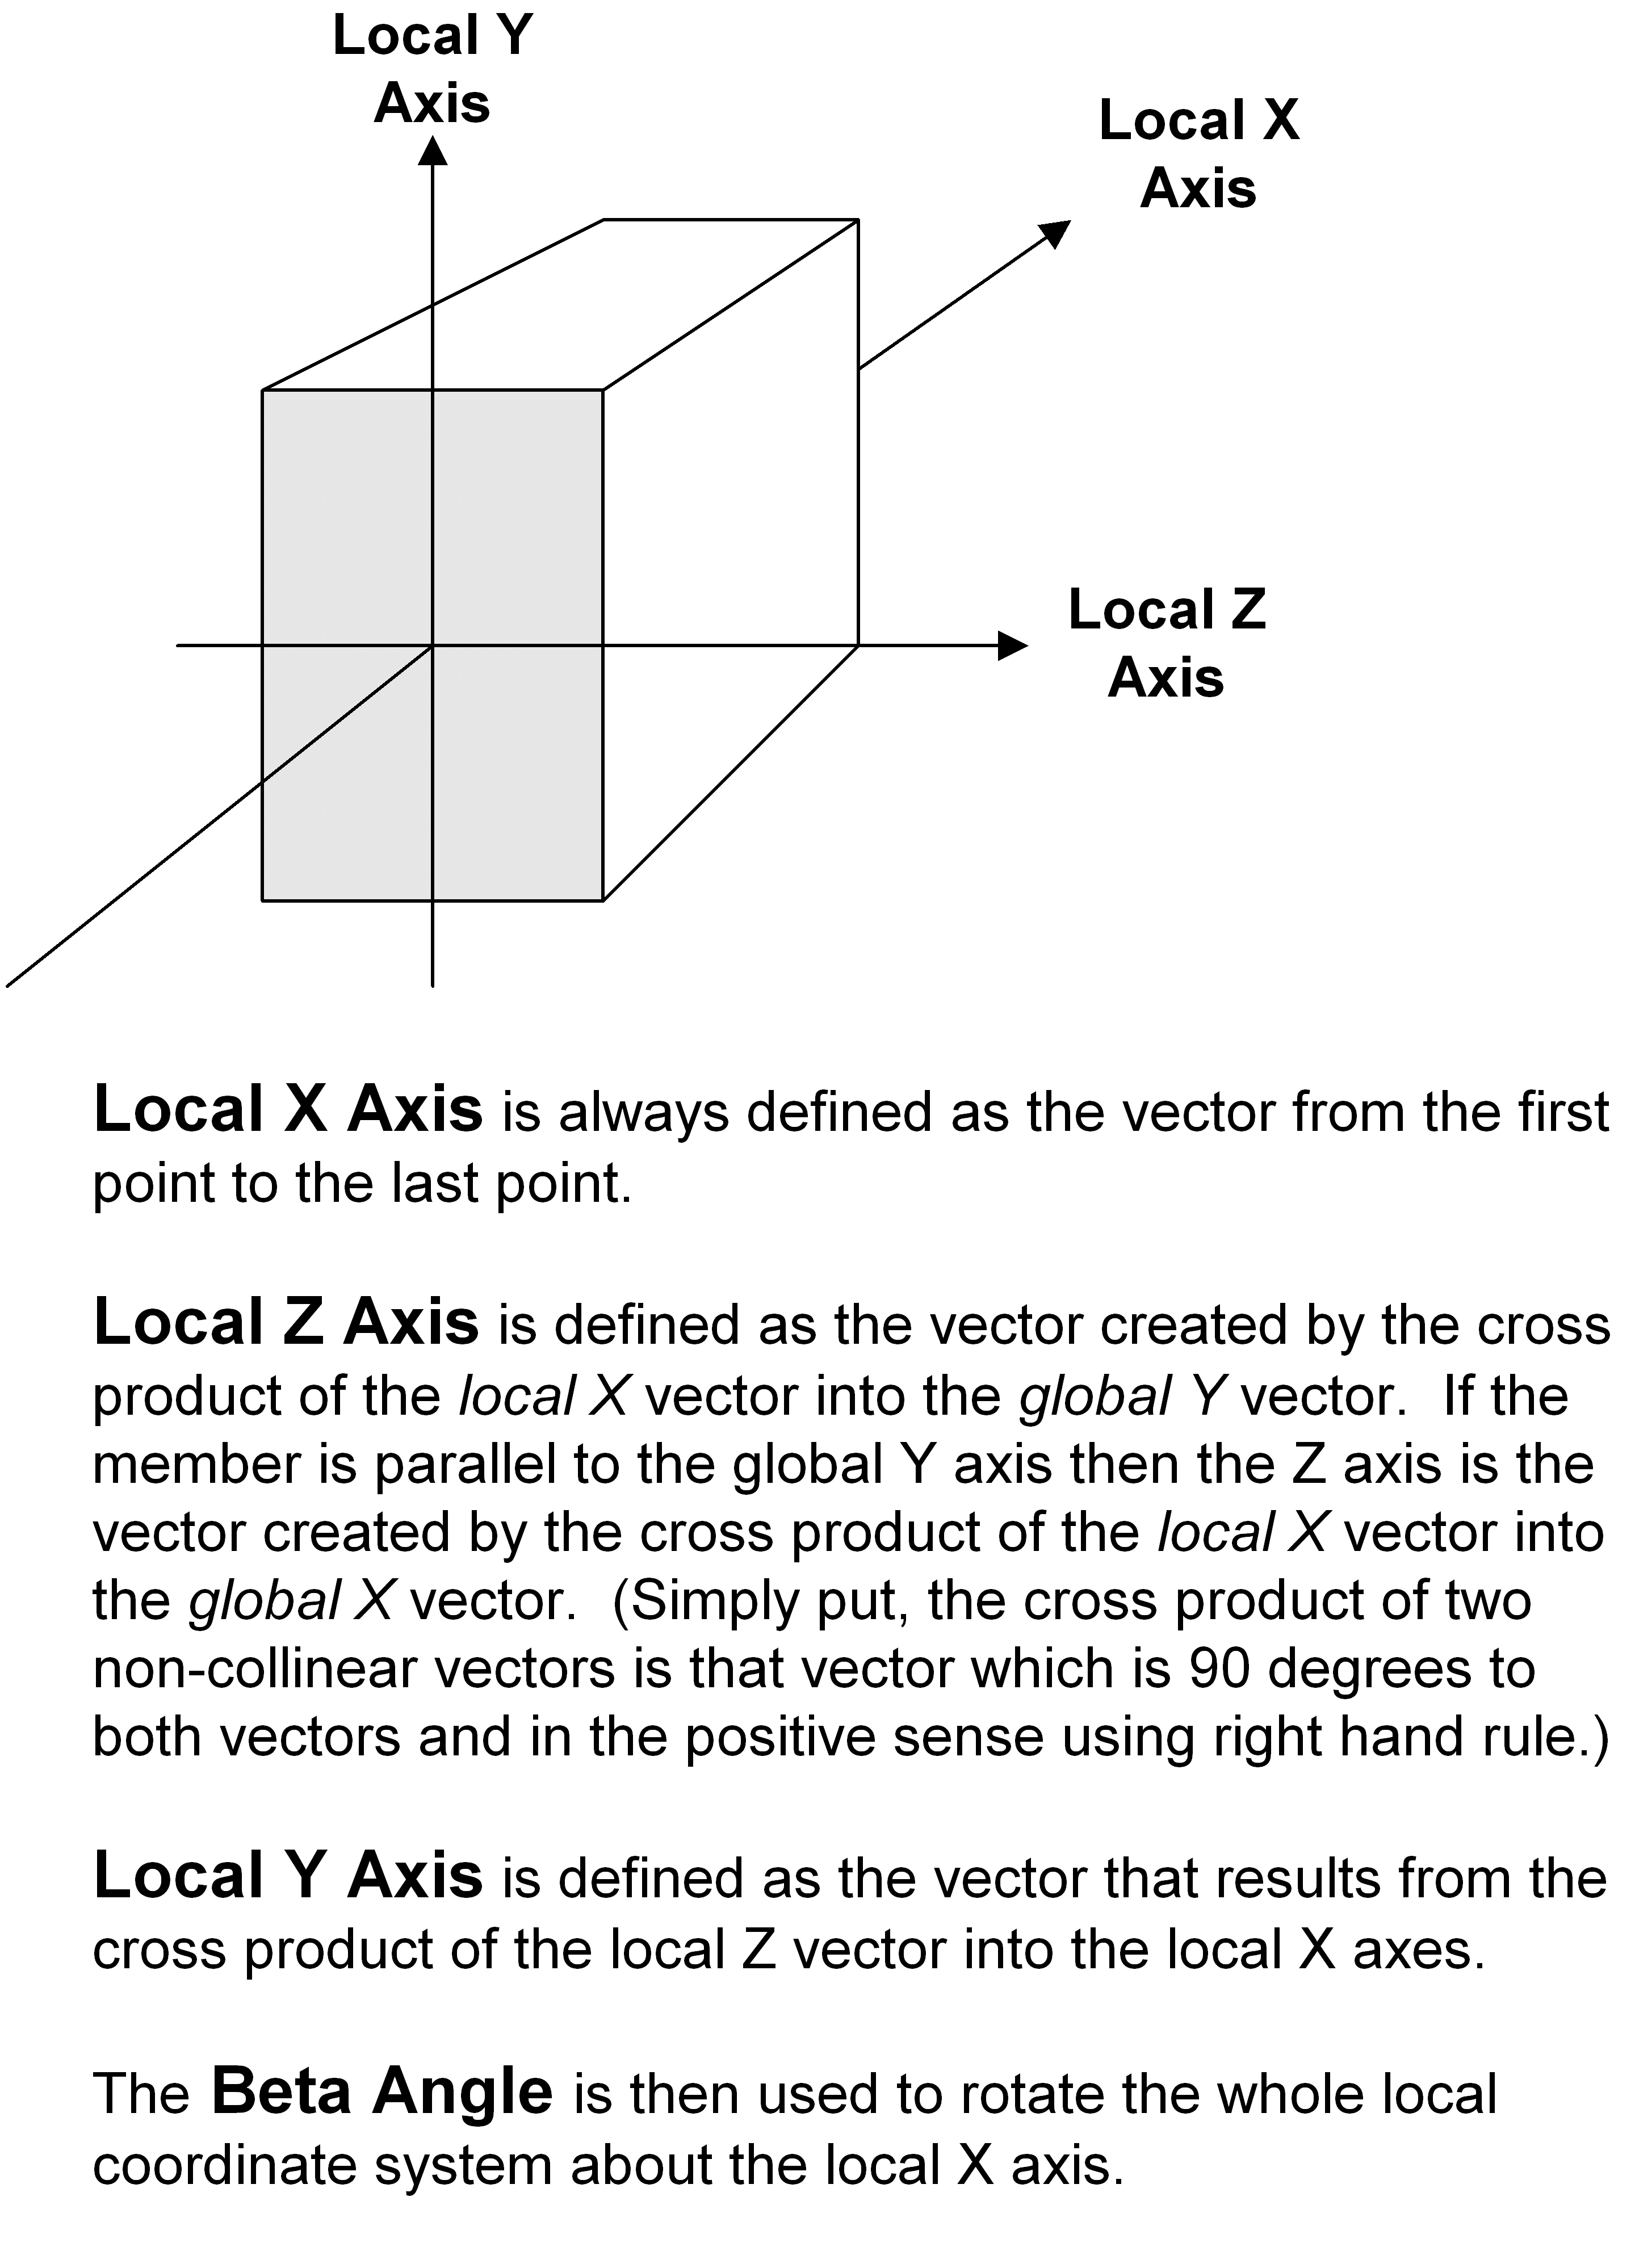 Local Y
Axis
Local X
Axis
Local Z
Axis
Local X Axis is always defined as the vector from the first
point to the last point.
Local Z Axis is defined as the vector created by the cross
product of the local X vector into the global Y vector.  If the
member is parallel to the global Y axis then the Z axis is the
vector created by the cross product of the local X vector into
the global X vector.  (Simply put, the cross product of two
non-collinear vectors is that vector which is 90 degrees to
both vectors and in the positive sense using right hand rule.)
Local Y Axis is defined as the vector that results from the
cross product of the local Z vector into the local X axes.
The Beta Angle is then used to rotate the whole local
coordinate system about the local X axis.